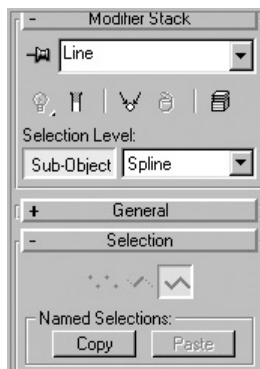 - Modifier Stack
Line
Selection Level:
Sub-Object Spline
+ General
- Selection
Named Selections:
Copy Paste